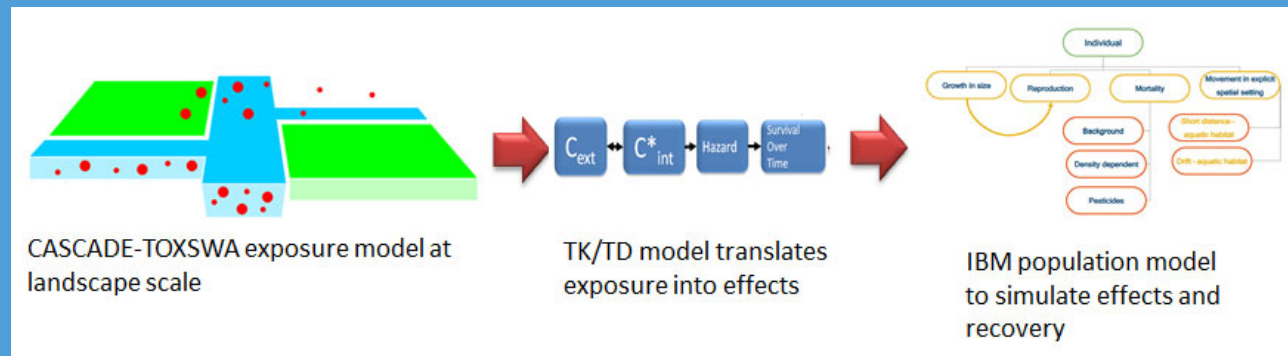 Individual
Growth in size
Reproduction
Mortality
Movement in explicit
spatial setting
Background
Density dependent
Pesticides
Short distance -
aquatic habitat
Drift - aquatic habitat
C ext
C* int
Hazard
Survival
Over
Time
CASCADE-TOXSWA exposure model at
landscape scale
TK/TD model translates
exposure into effects
IBM population model
to simulate effects and
recovery